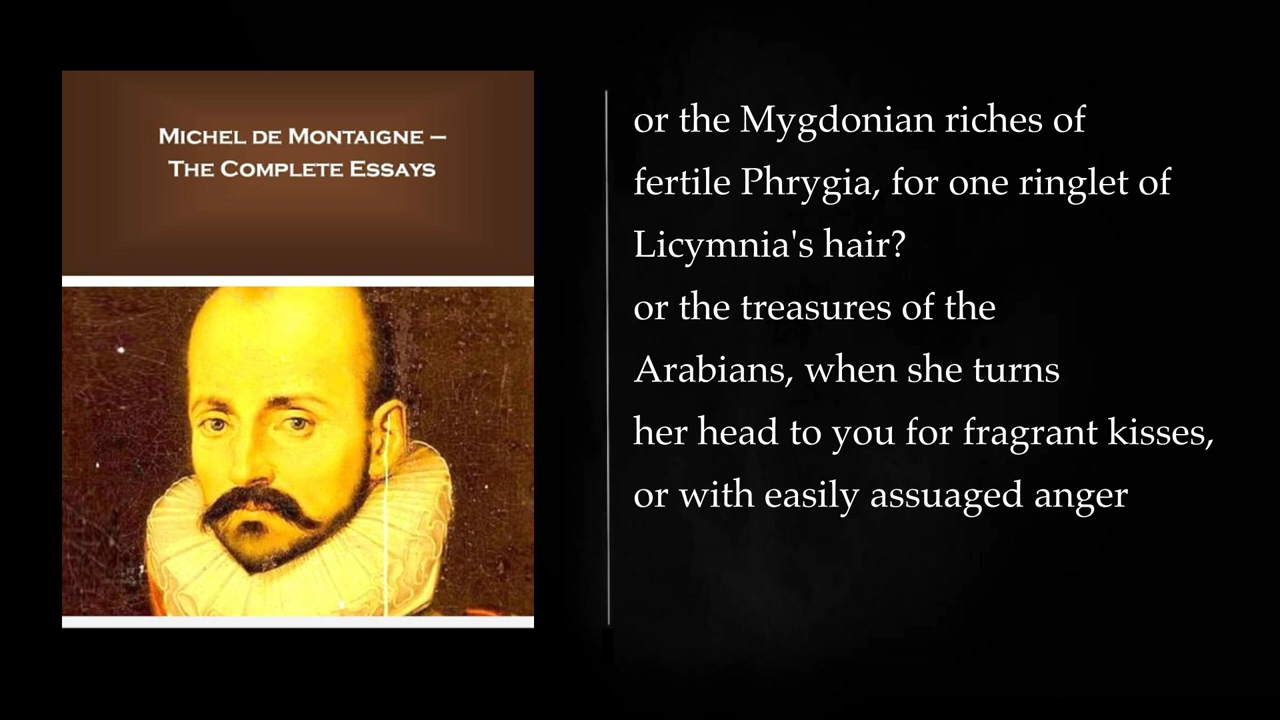 MICHEL DE MONTAIGNE –
THE COMPLETE ESSAYS
or the Mygdonian riches of
fertile Phrygia, for one ringlet of
Licymnia's hair?
or the treasures of the
Arabians, when she turns
her head to you for fragrant kisses,
or with easily assuaged anger